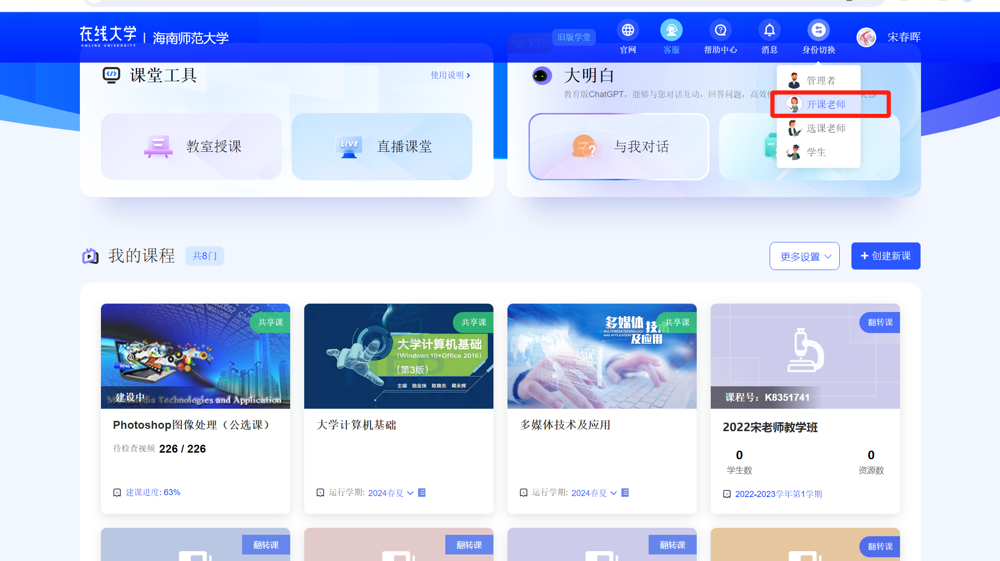 在线大学
ONLINE UNIVERSITY
海南师范大学
VIP
旧版学堂
官网
客服
帮助中心
消息
身份切换
宋春晖
课堂工具
使用说明
教室授课
LIVE
直播课堂
大明白
教育版ChatGPT，能够与您对话互动，回答问题，高效
与我对话
管理者
开课老师
选课老师
学生
我的课程
共8门
更多设置
+ 创建新课
共享课
建设中
Multimedia Technologies and Application
Photoshop图像处理（公选课）
待检查视频 226 / 226
建课进度: 63%
共享课
大学计算机基础
(Windows 10+Office 2016)
（第3版）
主编 施金妹 陈焕东 蒋永辉
大学计算机基础
运行学期: 2024春夏
共享课
多媒体技术
MULTIMEDIA TECHNOLOGY
AND APPLICATION
及应用
ASIA
多媒体技术及应用
运行学期: 2024春夏
翻转课
课程号：K8351741
2022宋老师教学班
0
学生数
0
资源数
2022-2023学年第1学期
翻转课
翻转课
翻转课
翻转课